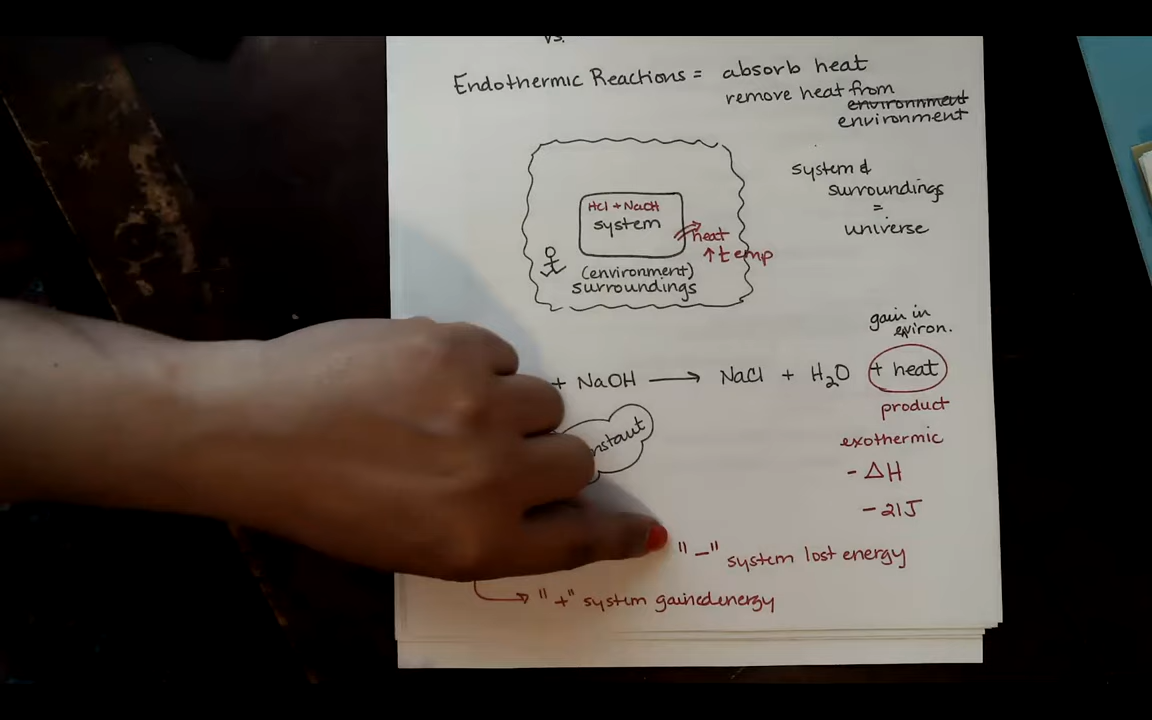 vs.
Endothermic Reactions = absorb heat
remove heat from
environment
environment
system &
surroundings
=
universe
HCl + NaOH
system
heat
↑ temp
(environment)
surroundings
gain in
environ.
+ NaOH → NaCl + H₂O + heat
product
exothermic
- ΔH
- 21J
"-" system lost energy
"+" system gained energy